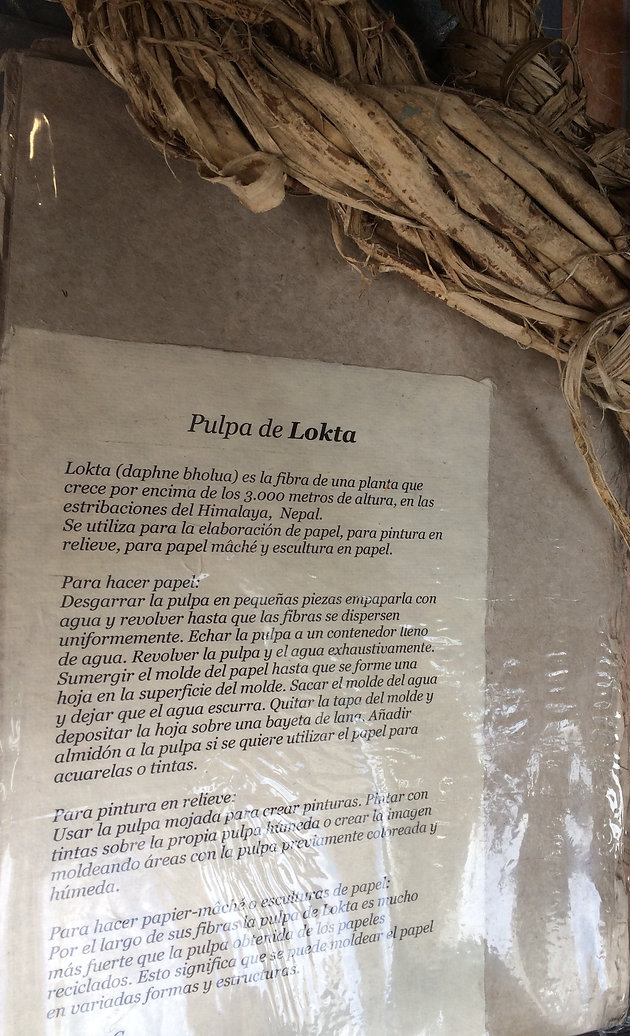 Pulpa de Lokta
Lokta (daphne bholua) es la fibra de una planta que
crece por encima de los 3.000 metros de altura, en las
estribaciones del Himalaya, Nepal.
Se utiliza para la elaboración de papel, para pintura en
relieve, para papel mâché y escultura en papel.
Para hacer papel:
Desgarrar la pulpa en pequeñas piezas empaparla con
agua y revolver hasta que las fibras se dispersen
uniformemente. Echar la pulpa a un contenedor lleno
de agua. Revolver la pulpa y el agua exhaustivamente.
Sumergir el molde del papel hasta que se forme una
hoja en la superficie del molde. Sacar el molde del agua
y dejar que el agua escurra. Quitar la tapa del molde y
depositar la hoja sobre una bayeta de lana. Añadir
almidón a la pulpa si se quiere utilizar el papel para
acuarelas o tintas.
Para pintura en relieve:
Usar la pulpa mojada para crear pinturas. Pintar con
tintas sobre la propia pulpa húmeda o crear la imagen
moldeando áreas con la pulpa previamente coloreada y
húmeda.
Para hacer papier-mâché o esculturas de papel:
Por el largo de sus fibras la pulpa de Lokta es mucho
más fuerte que la pulpa obtenida de los papeles
reciclados. Esto significa que se puede moldear el papel
en variadas formas y estructuras.